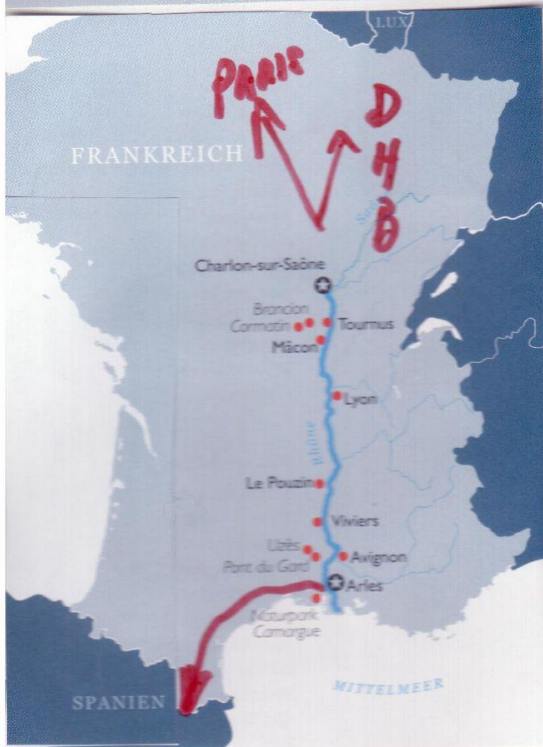 LUX
PARIS
D
H
B
FRANKREICH
Charlon-sur-Saône
Brancion
Cormatin
Tournus
Mâcon
Lyon
Rhône
Le Pouzin
Viviers
Uzès
Pont du Gard
Avignon
Arles
Naturpark
Camargue
MITTELMEER
SPANIEN